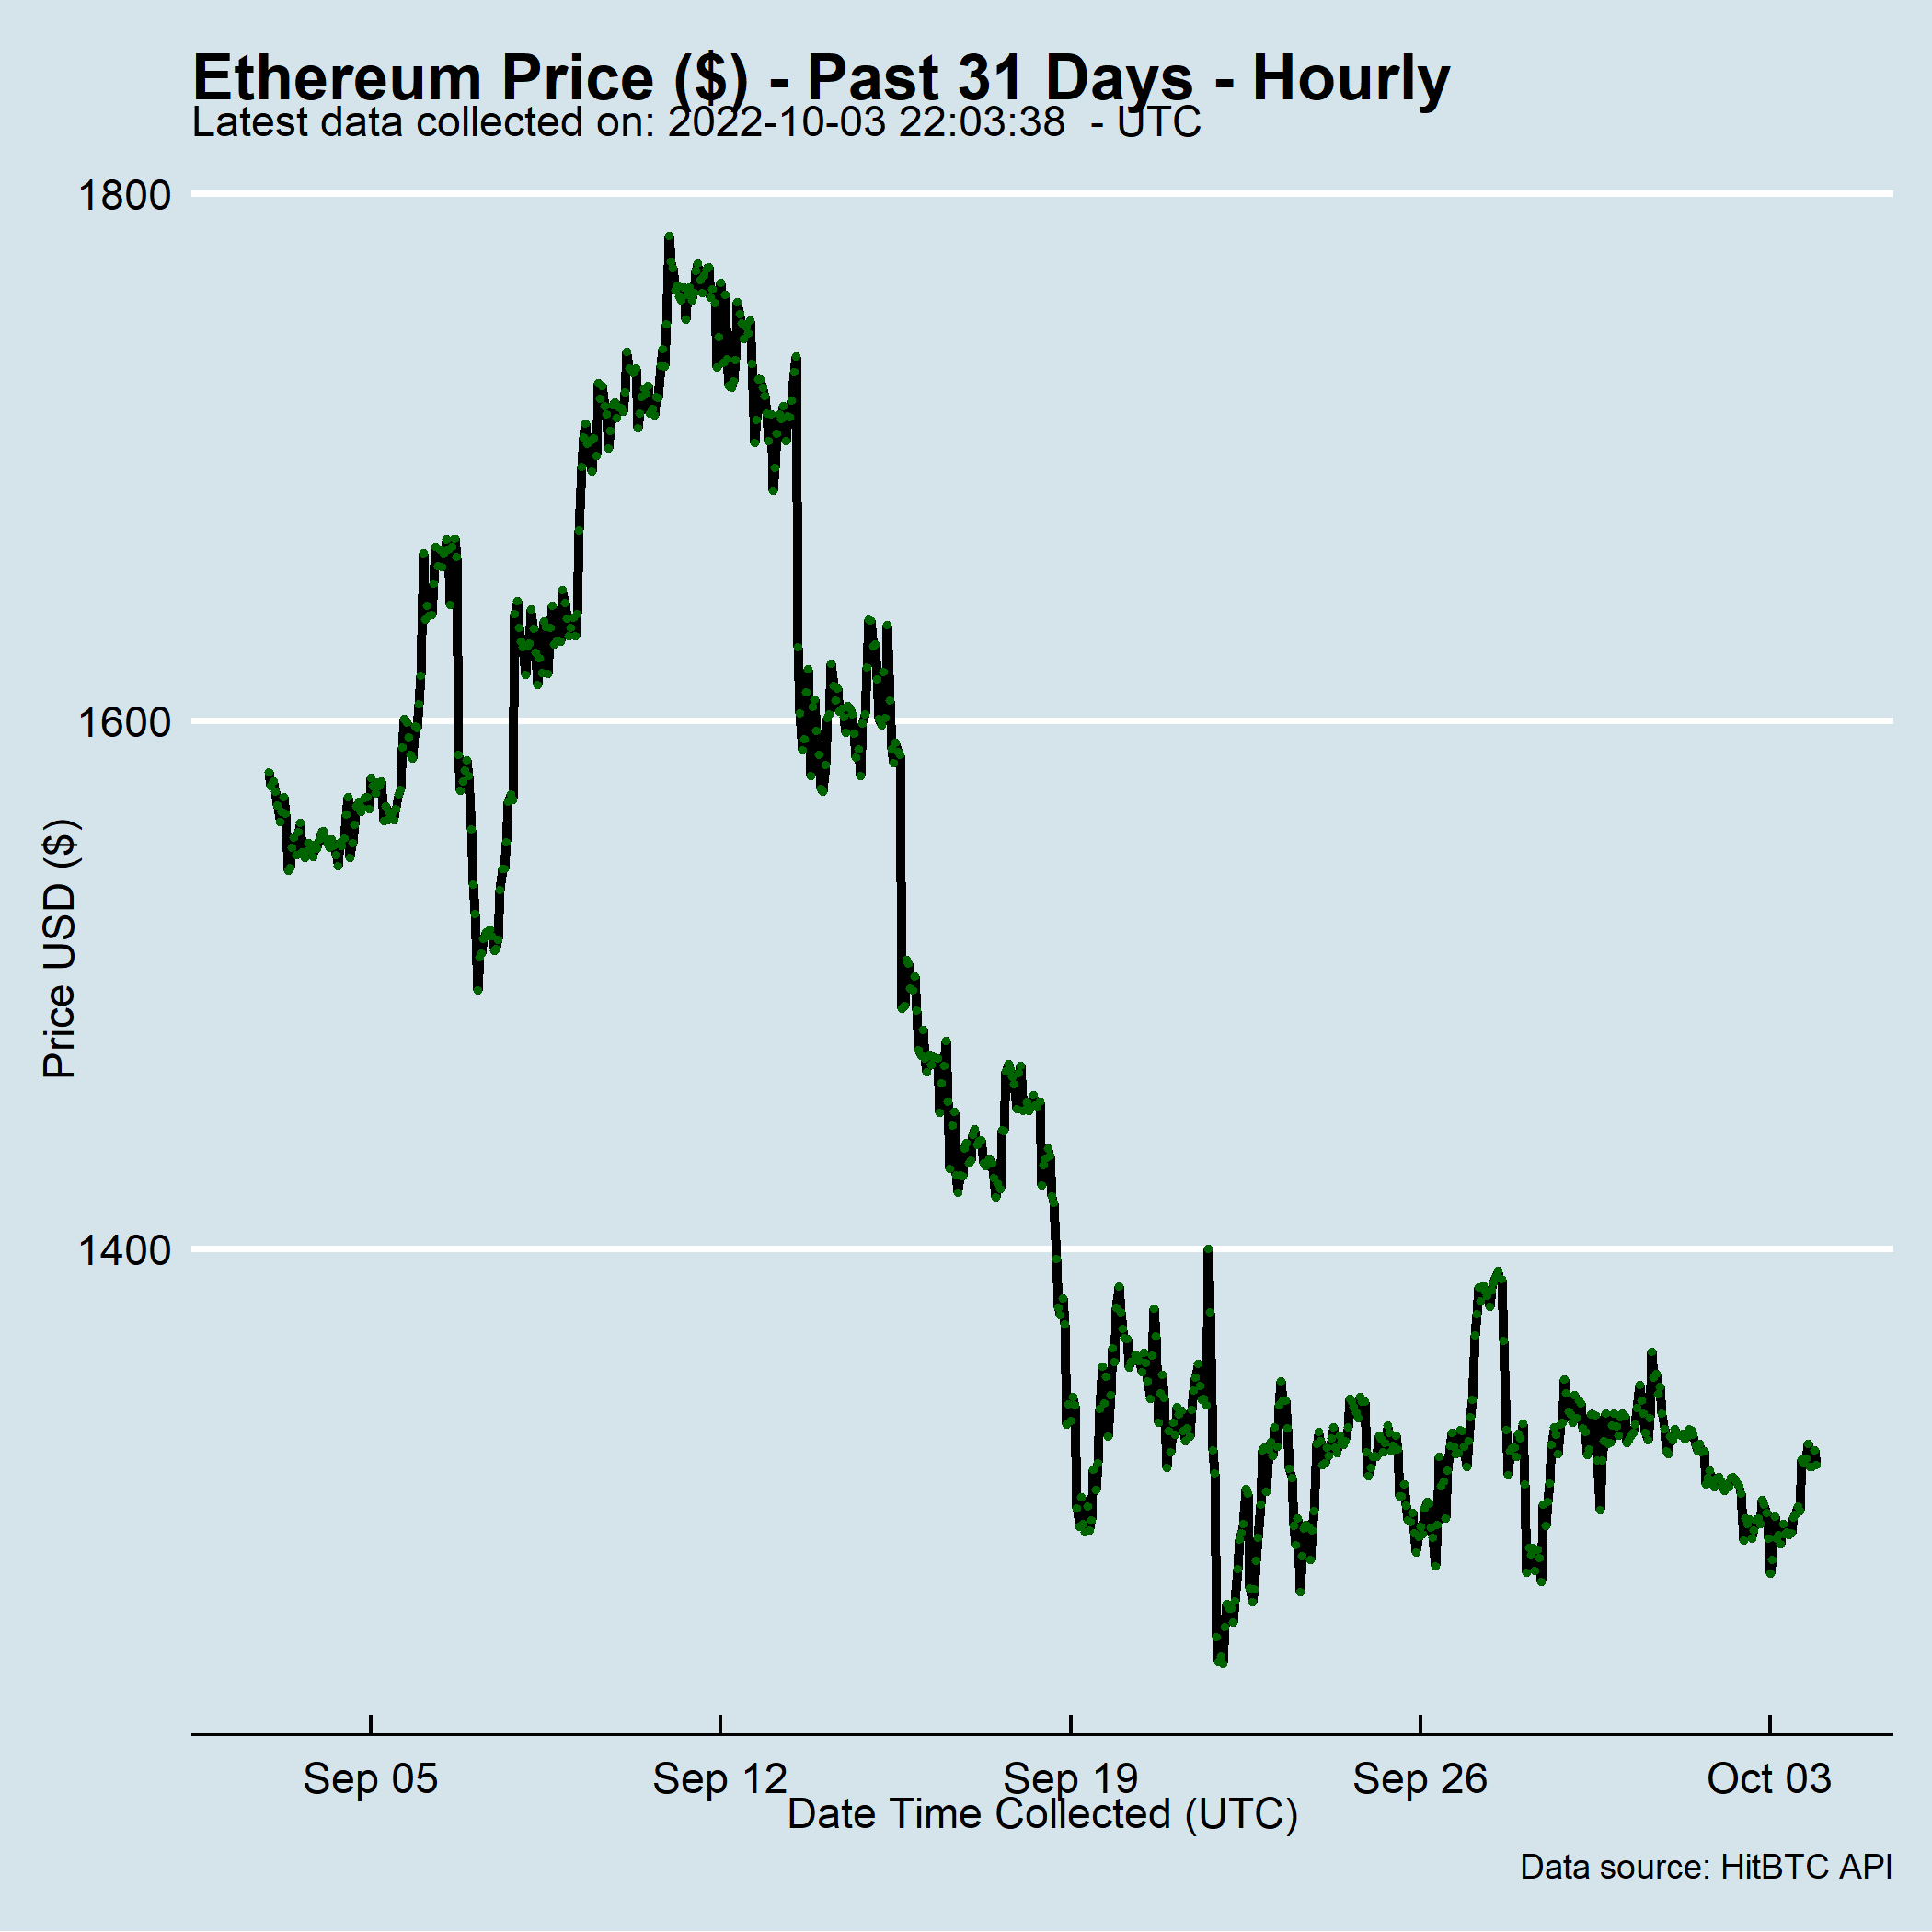 Ethereum Price ($) - Past 31 Days - Hourly
Latest data collected on: 2022-10-03 22:03:38  - UTC
1800
1600
1400
Price USD ($)
Sep 05 Sep 12 Sep 19 Sep 26 Oct 03
Date Time Collected (UTC)
Data source: HitBTC API